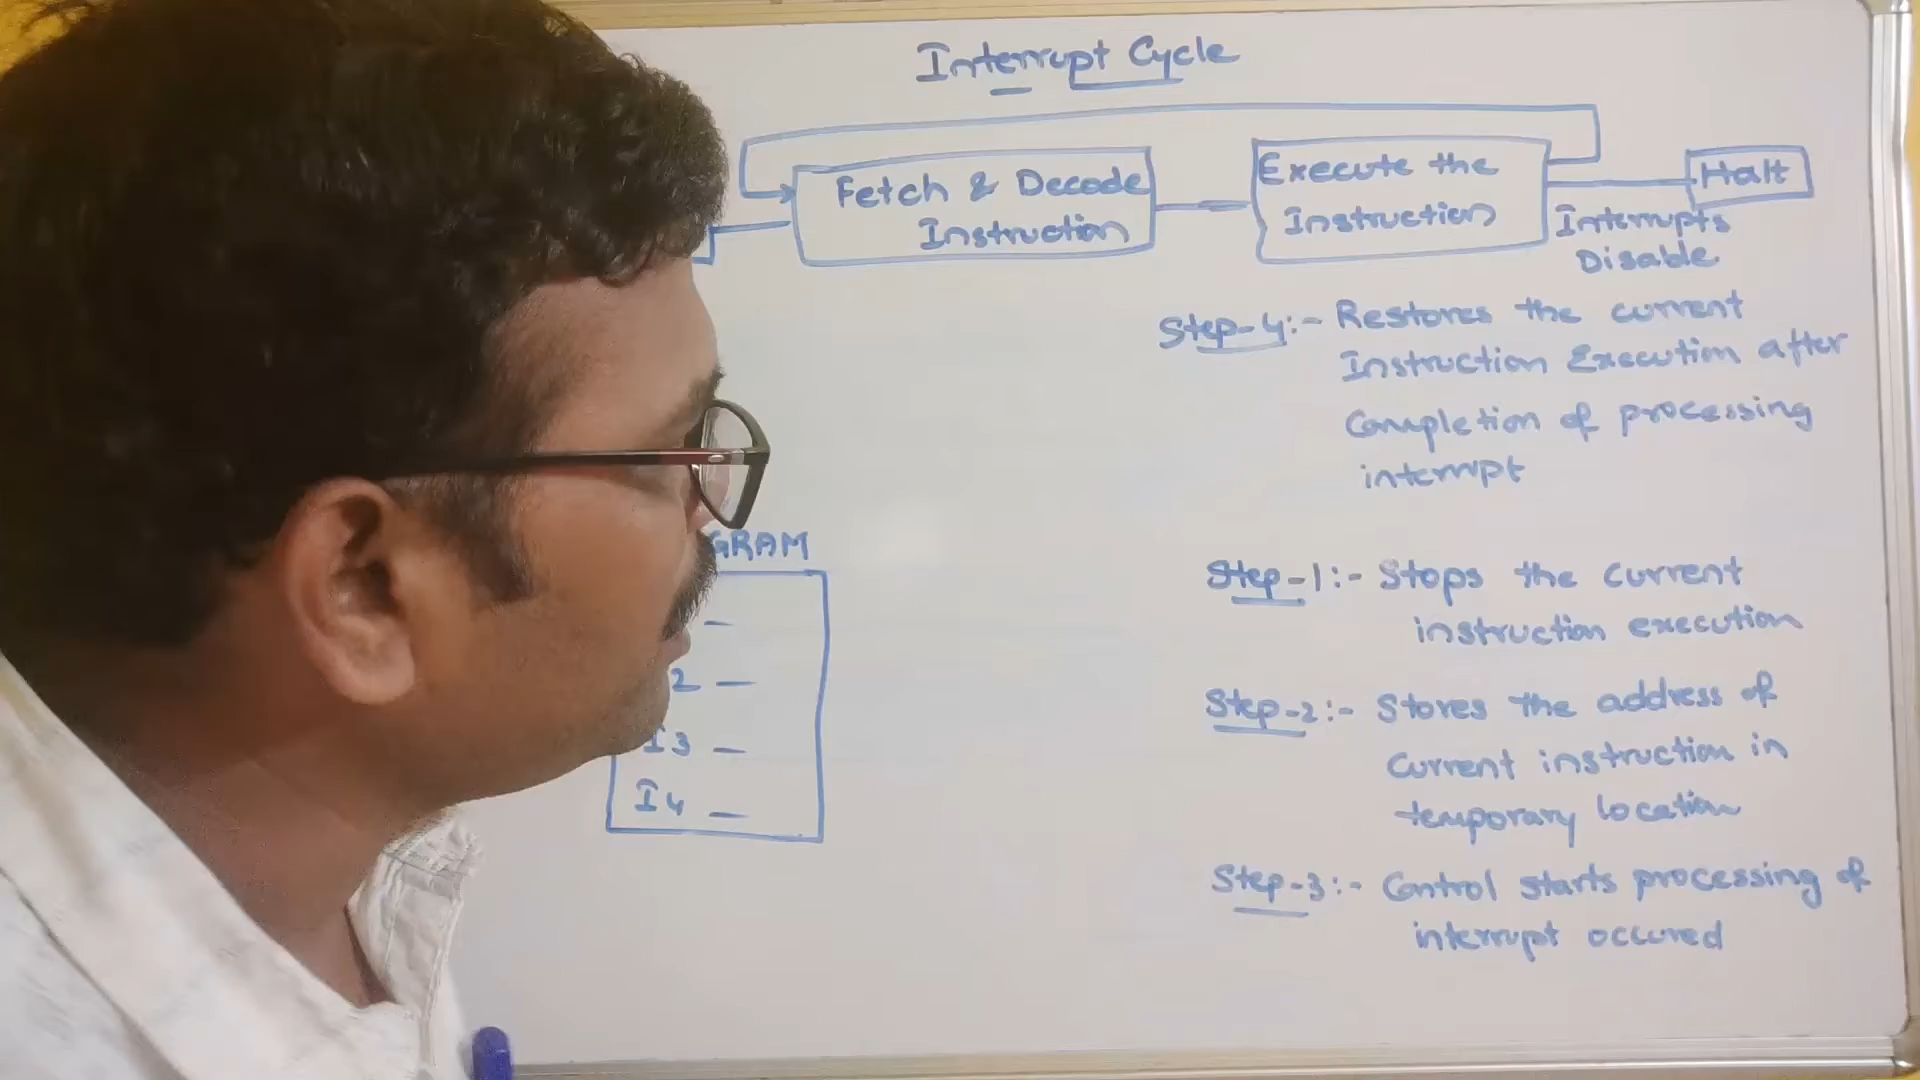 Interrupt Cycle
Fetch & Decode
Instruction
Execute the
Instruction
Halt
Interrupts
Disable
Step-4:- Restores the current
Instruction Execution after
Completion of processing
interrupt
GRAM
2 —
I3 —
I4 —
Step-1:- Stops the current
instruction execution
Step-2:- Stores the address of
Current instruction in
temporary location
Step-3:- Control starts processing of
interrupt occured